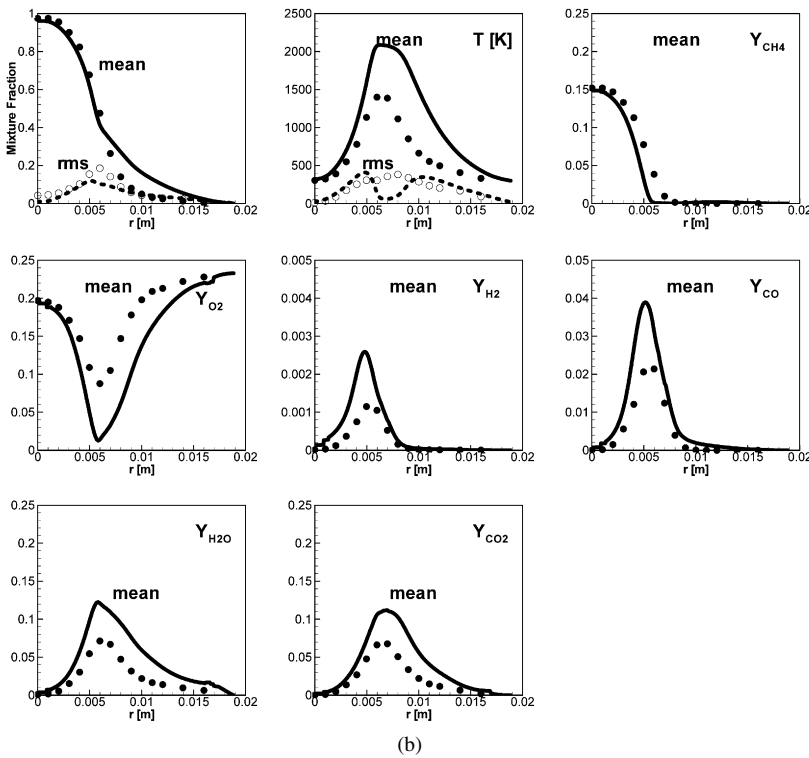 Mixture Fraction
1
0.8
0.6
0.4
0.2
0
mean
rms
0 0.005 0.01 0.015 0.02
r [m]
2500
2000
1500
1000
500
0
mean T [K]
rms
0 0.005 0.01 0.015 0.02
r [m]
0.25
0.2
0.15
0.1
0.05
0
mean Y_CH4
0 0.005 0.01 0.015 0.02
r [m]
0.25
0.2
0.15
0.1
0.05
0
mean
Y_O2
0 0.005 0.01 0.015 0.02
r [m]
0.005
0.004
0.003
0.002
0.001
0
mean Y_H2
0 0.005 0.01 0.015 0.02
r [m]
0.05
0.04
0.03
0.02
0.01
0
mean Y_CO
0 0.005 0.01 0.015 0.02
r [m]
0.25
0.2
0.15
0.1
0.05
0
Y_H2O
mean
0 0.005 0.01 0.015 0.02
r [m]
0.25
0.2
0.15
0.1
0.05
0
Y_CO2
mean
0 0.005 0.01 0.015 0.02
r [m]
(b)